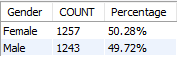 Gender COUNT Percentage
Female 1257 50.28%
Male 1243 49.72%